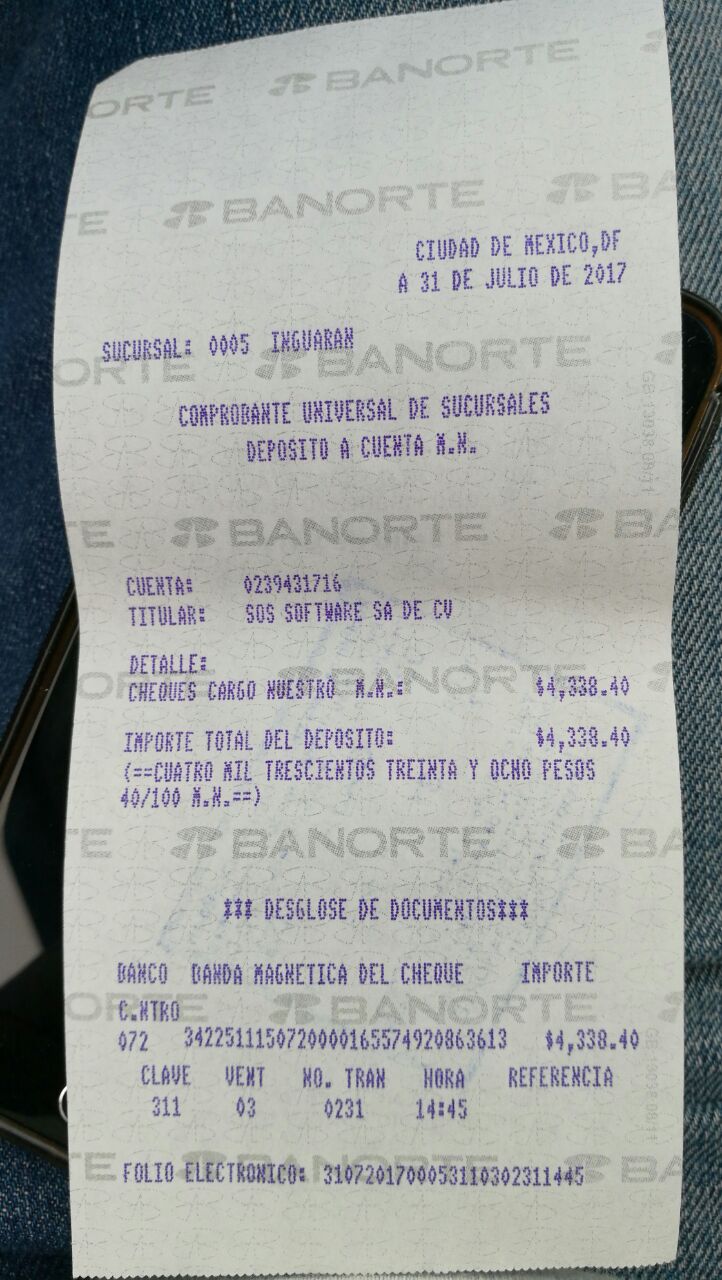 CIUDAD DE MEXICO,DF
A 31 DE JULIO DE 2017
SUCURSAL: 0005 INGUARAN
COMPROBANTE UNIVERSAL DE SUCURSALES
DEPOSITO A CUENTA M.N.
CUENTA: 0239431716
TITULAR: SOS SOFTWARE SA DE CV
DETALLE:
CHEQUES CARGO NUESTRO M.N.: $4,338.40
IMPORTE TOTAL DEL DEPOSITO: $4,338.40
(==CUATRO MIL TRESCIENTOS TREINTA Y OCHO PESOS
40/100 M.N.==)
BANORTE
*** DESGLOSE DE DOCUMENTOS***
BANCO BANDA MAGNETICA DEL CHEQUE IMPORTE
C.NTRO
072 3422511150720000165574920863613 $4,338.40
CLAVE VENT NO. TRAN HORA REFERENCIA
311 03 0231 14:45
FOLIO ELECTRONICO: 3107201700053110302311445